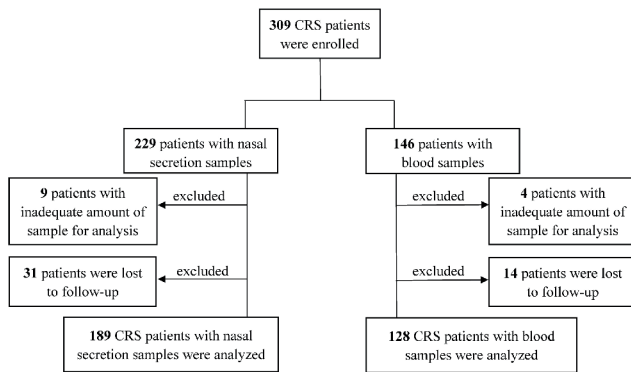 309 CRS patients
were enrolled
229 patients with nasal
secretion samples
146 patients with
blood samples
9 patients with
inadequate amount of
sample for analysis
excluded
excluded
4 patients with
inadequate amount of
sample for analysis
31 patients were lost
to follow-up
excluded
excluded
14 patients were lost
to follow-up
189 CRS patients with nasal
secretion samples were analyzed
128 CRS patients with blood
samples were analyzed